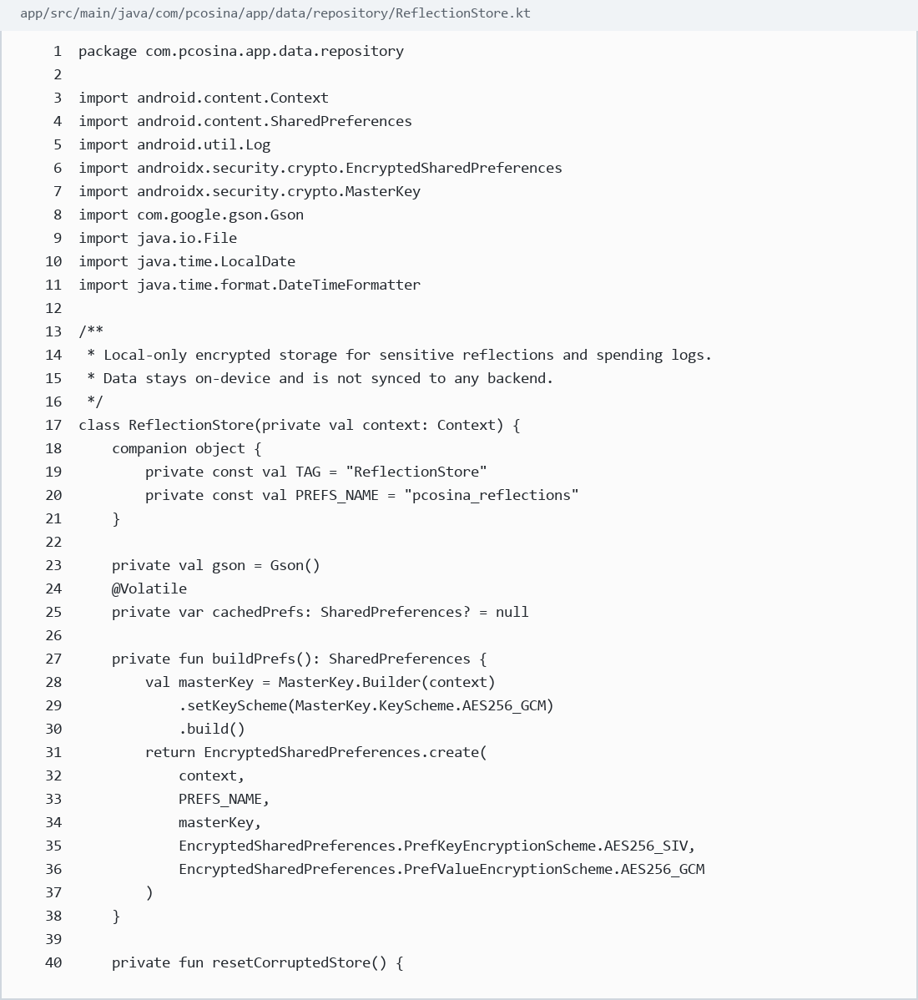 app/src/main/java/com/pcosina/app/data/repository/ReflectionStore.kt
1 package com.pcosina.app.data.repository
2
3 import android.content.Context
4 import android.content.SharedPreferences
5 import android.util.Log
6 import androidx.security.crypto.EncryptedSharedPreferences
7 import androidx.security.crypto.MasterKey
8 import com.google.gson.Gson
9 import java.io.File
10 import java.time.LocalDate
11 import java.time.format.DateTimeFormatter
12
13 /**
14  * Local-only encrypted storage for sensitive reflections and spending logs.
15  * Data stays on-device and is not synced to any backend.
16  */
17 class ReflectionStore(private val context: Context) {
18     companion object {
19         private const val TAG = "ReflectionStore"
20         private const val PREFS_NAME = "pcosina_reflections"
21     }
22
23     private val gson = Gson()
24     @Volatile
25     private var cachedPrefs: SharedPreferences? = null
26
27     private fun buildPrefs(): SharedPreferences {
28         val masterKey = MasterKey.Builder(context)
29             .setKeyScheme(MasterKey.KeyScheme.AES256_GCM)
30             .build()
31         return EncryptedSharedPreferences.create(
32             context,
33             PREFS_NAME,
34             masterKey,
35             EncryptedSharedPreferences.PrefKeyEncryptionScheme.AES256_SIV,
36             EncryptedSharedPreferences.PrefValueEncryptionScheme.AES256_GCM
37         )
38     }
39
40     private fun resetCorruptedStore() {